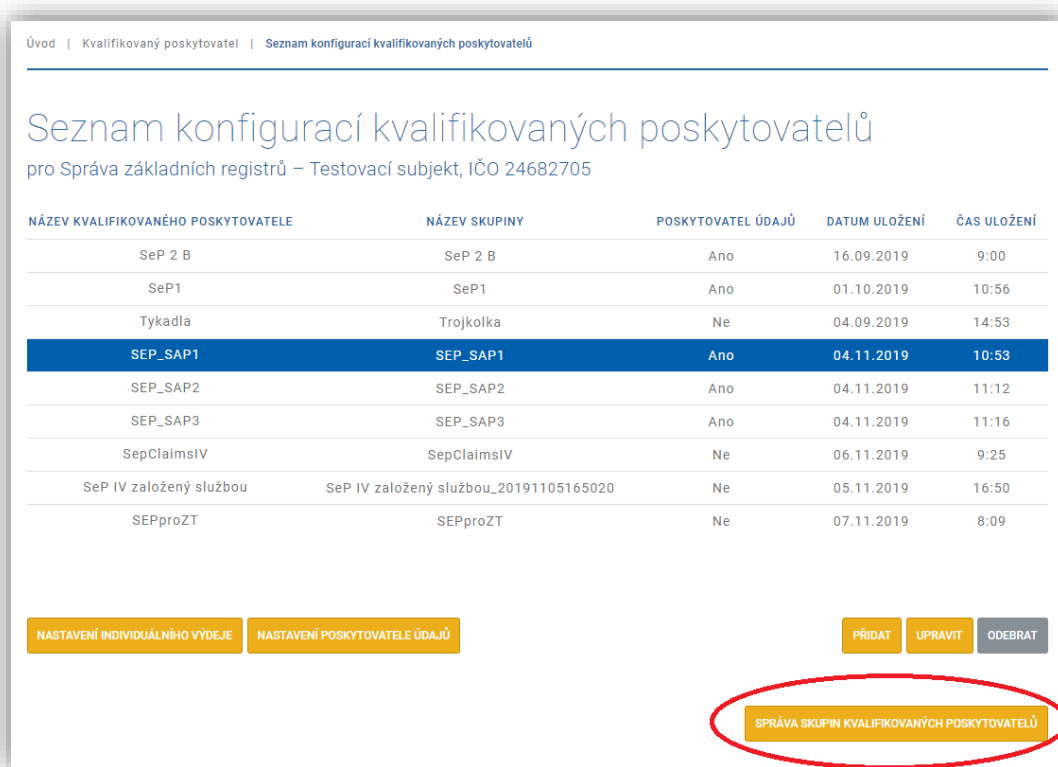 Úvod | Kvalifikovaný poskytovatel | Seznam konfigurací kvalifikovaných poskytovatelů
Seznam konfigurací kvalifikovaných poskytovatelů
pro Správa základních registrů – Testovací subjekt, IČO 24682705
NÁZEV KVALIFIKOVANÉHO POSKYTOVATELE NÁZEV SKUPINY POSKYTOVATEL ÚDAJŮ DATUM ULOŽENÍ ČAS ULOŽENÍ
SeP 2 B SeP 2 B Ano 16.09.2019 9:00
SeP1 SeP1 Ano 01.10.2019 10:56
Tykadla Trojkolka Ne 04.09.2019 14:53
SEP_SAP1 SEP_SAP1 Ano 04.11.2019 10:53
SEP_SAP2 SEP_SAP2 Ano 04.11.2019 11:12
SEP_SAP3 SEP_SAP3 Ano 04.11.2019 11:16
SepClaimsIV SepClaimsIV Ne 06.11.2019 9:25
SeP IV založený službou SeP IV založený službou_20191105165020 Ne 05.11.2019 16:50
SEPproZT SEPproZT Ne 07.11.2019 8:09
NASTAVENÍ INDIVIDUÁLNÍHO VÝDEJE NASTAVENÍ POSKYTOVATELE ÚDAJŮ PŘIDAT UPRAVIT ODEBRAT
SPRÁVA SKUPIN KVALIFIKOVANÝCH POSKYTOVATELŮ